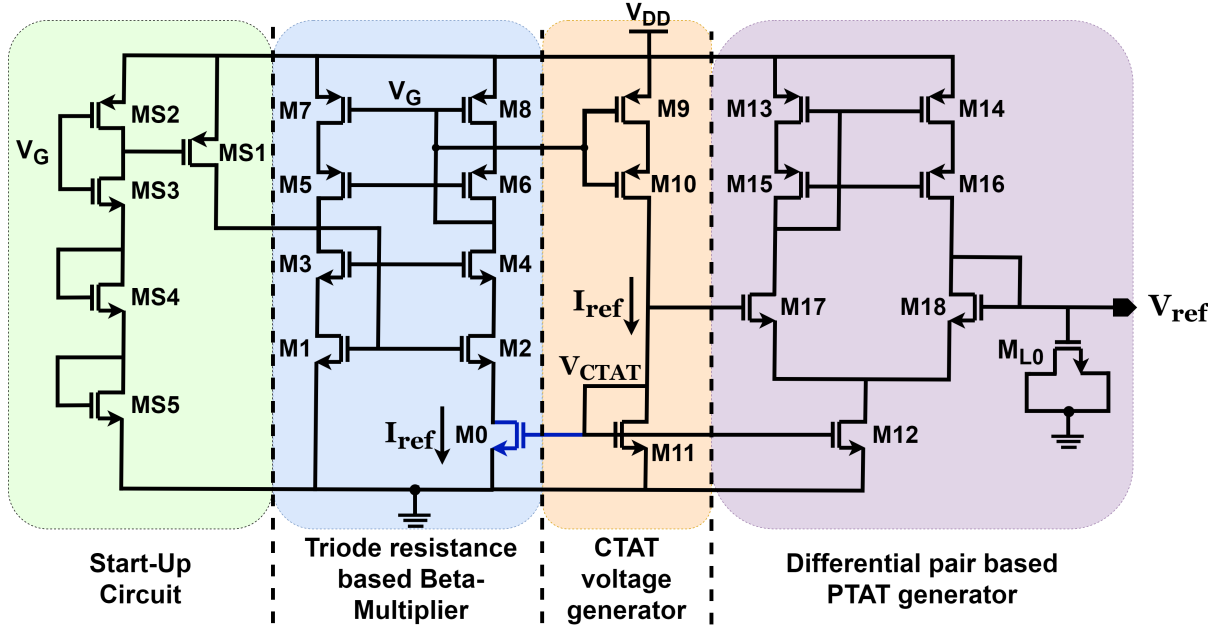 V_DD
MS2
V_G
MS1
MS3
MS4
MS5
M7
V_G
M8
M5
M6
M3
M4
M1
M2
I_ref
M0
M9
M10
I_ref
V_CTAT
M11
M13
M14
M15
M16
M17
M18
V_ref
M_L0
M12
Start-Up
Circuit
Triode resistance
based Beta-
Multiplier
CTAT
voltage
generator
Differential pair based
PTAT generator